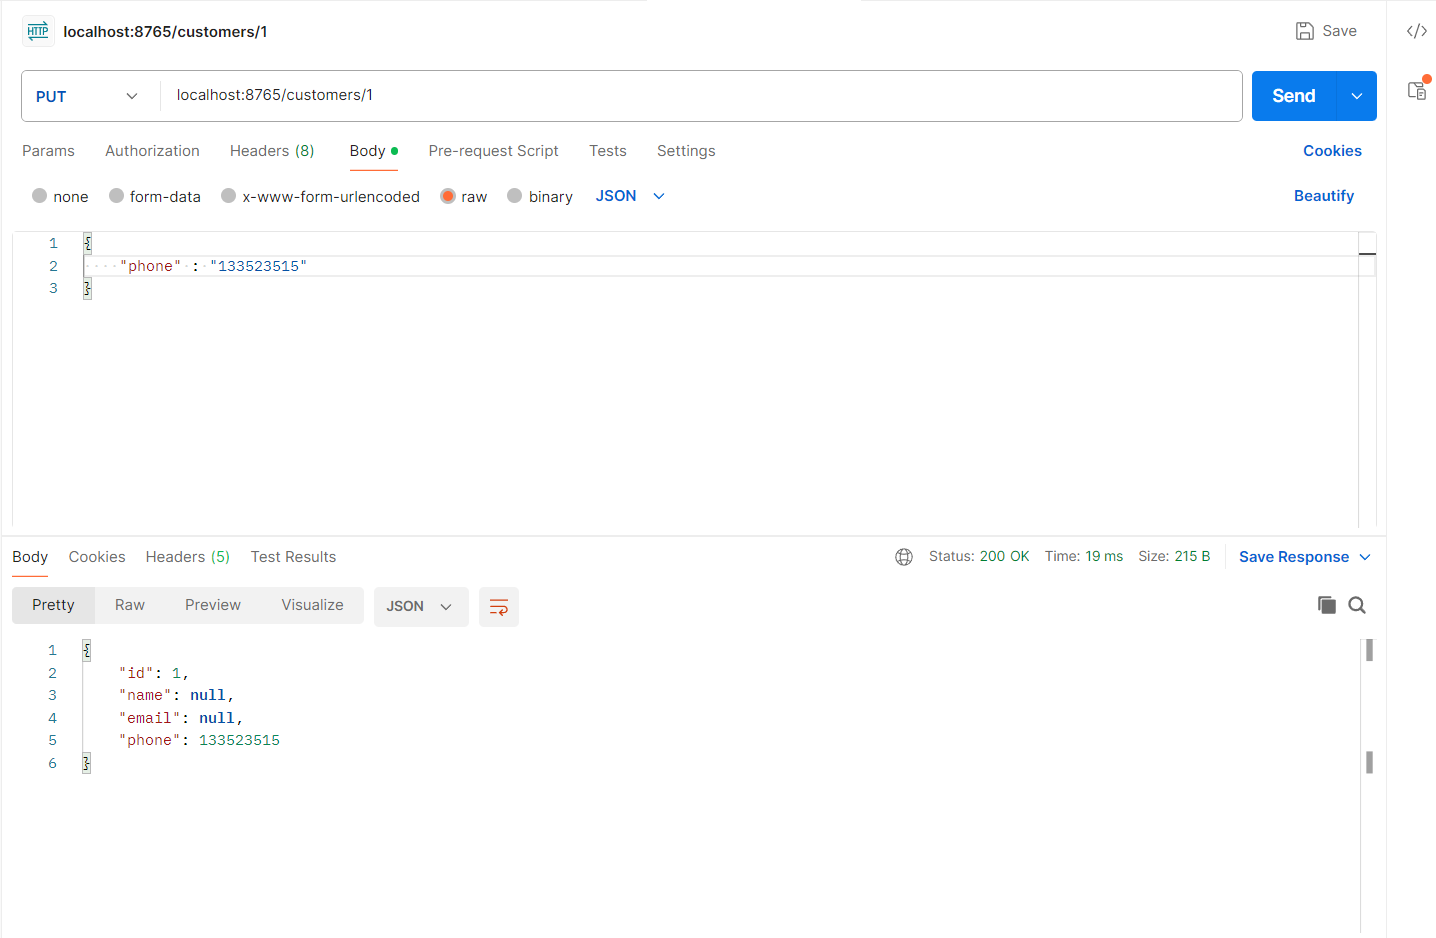 HTTP localhost:8765/customers/1 Save
PUT localhost:8765/customers/1 Send
Params Authorization Headers (8) Body Pre-request Script Tests Settings Cookies
none form-data x-www-form-urlencoded raw binary JSON Beautify
1 {
2 "phone" : "133523515"
3 }
Body Cookies Headers (5) Test Results Status: 200 OK Time: 19 ms Size: 215 B Save Response
Pretty Raw Preview Visualize JSON
1 {
2 "id": 1,
3 "name": null,
4 "email": null,
5 "phone": 133523515
6 }